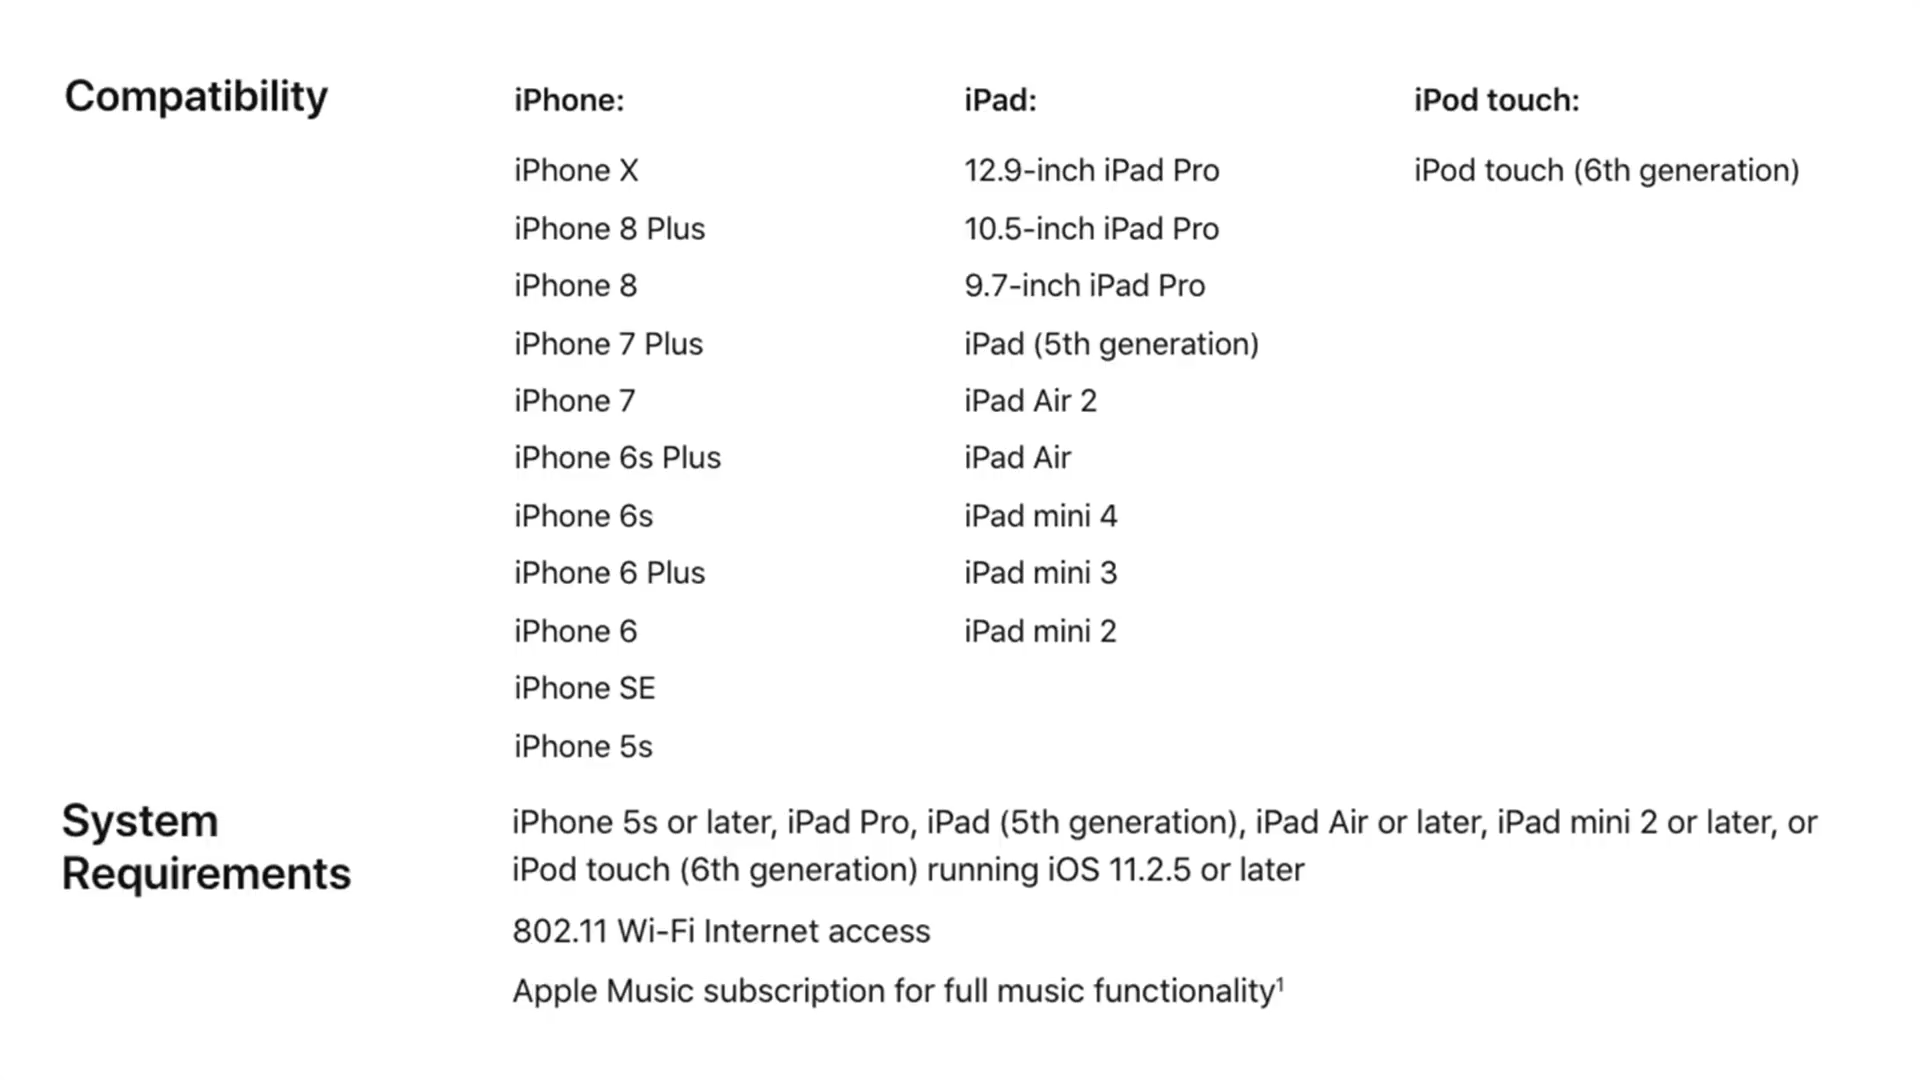 Compatibility
iPhone:
iPhone X
iPhone 8 Plus
iPhone 8
iPhone 7 Plus
iPhone 7
iPhone 6s Plus
iPhone 6s
iPhone 6 Plus
iPhone 6
iPhone SE
iPhone 5s
iPad:
12.9-inch iPad Pro
10.5-inch iPad Pro
9.7-inch iPad Pro
iPad (5th generation)
iPad Air 2
iPad Air
iPad mini 4
iPad mini 3
iPad mini 2
iPod touch:
iPod touch (6th generation)
System
Requirements
iPhone 5s or later, iPad Pro, iPad (5th generation), iPad Air or later, iPad mini 2 or later, or
iPod touch (6th generation) running iOS 11.2.5 or later
802.11 Wi-Fi Internet access
Apple Music subscription for full music functionality¹